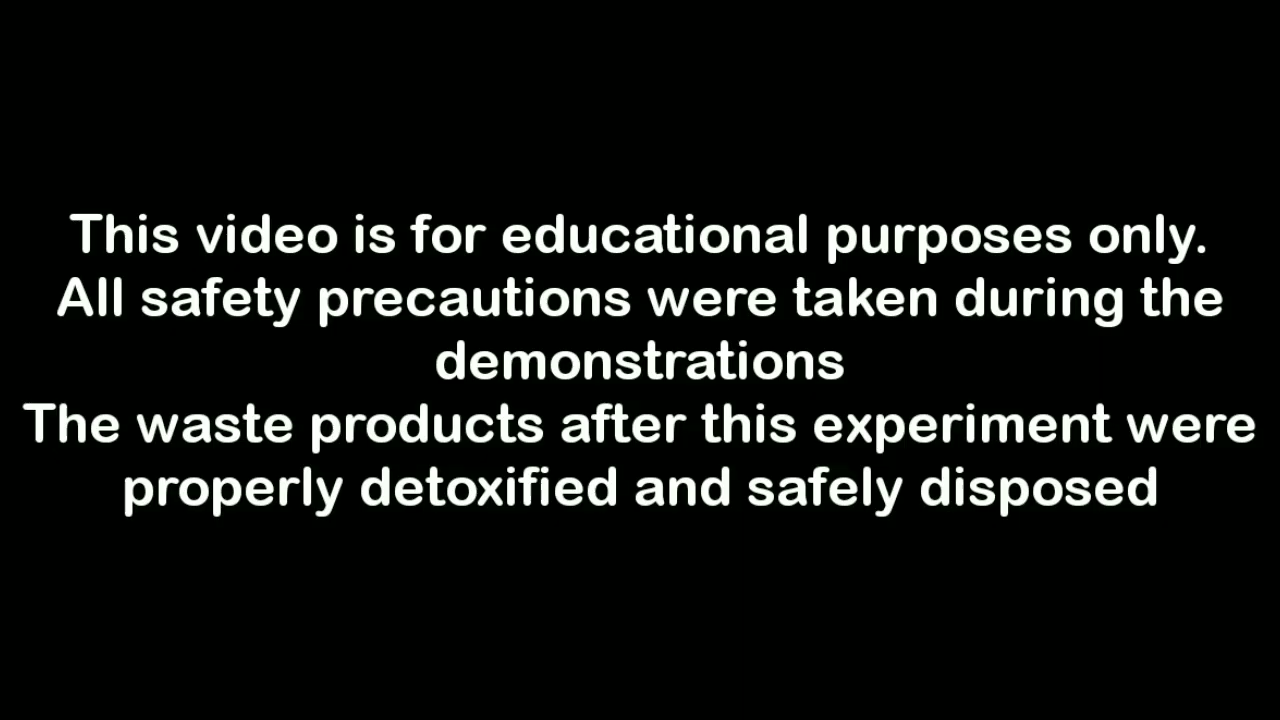 This video is for educational purposes only.
All safety precautions were taken during the
demonstrations
The waste products after this experiment were
properly detoxified and safely disposed